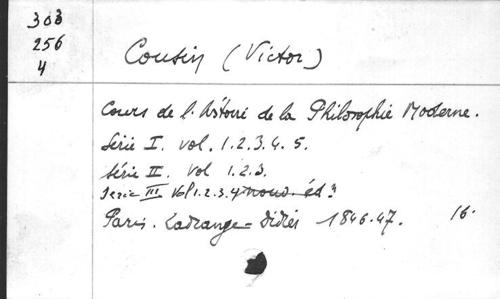 303
256
4
Cousin (Victor)
Cours de l'histoire de la Philosophie Moderne.
Série I. vol. 1.2.3.4.5.
Série II. vol 1.2.3.
Serie III Vol 1.2.3.4 nouv. éd?
Paris. Ladrange-Didier 1846.47. 16.